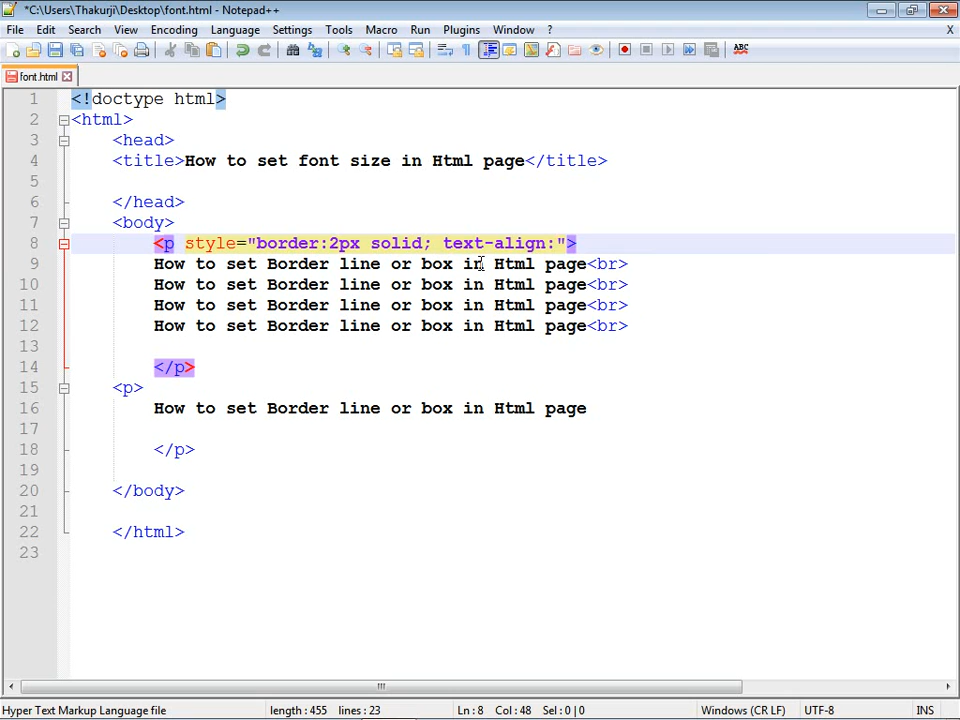 *C:\Users\Thakurji\Desktop\font.html - Notepad++
File Edit Search View Encoding Language Settings Tools Macro Run Plugins Window ? X
ABC
font.html
1 <!doctype html>
2 <html>
3 <head>
4 <title>How to set font size in Html page</title>
5
6 </head>
7 <body>
8 <p style="border:2px solid; text-align:">
9 How to set Border line or box in Html page<br>
10 How to set Border line or box in Html page<br>
11 How to set Border line or box in Html page<br>
12 How to set Border line or box in Html page<br>
13
14 </p>
15 <p>
16 How to set Border line or box in Html page
17
18 </p>
19
20 </body>
21
22 </html>
23
Hyper Text Markup Language file length : 455 lines : 23 Ln : 8 Col : 48 Sel : 0 | 0 Windows (CR LF) UTF-8 INS